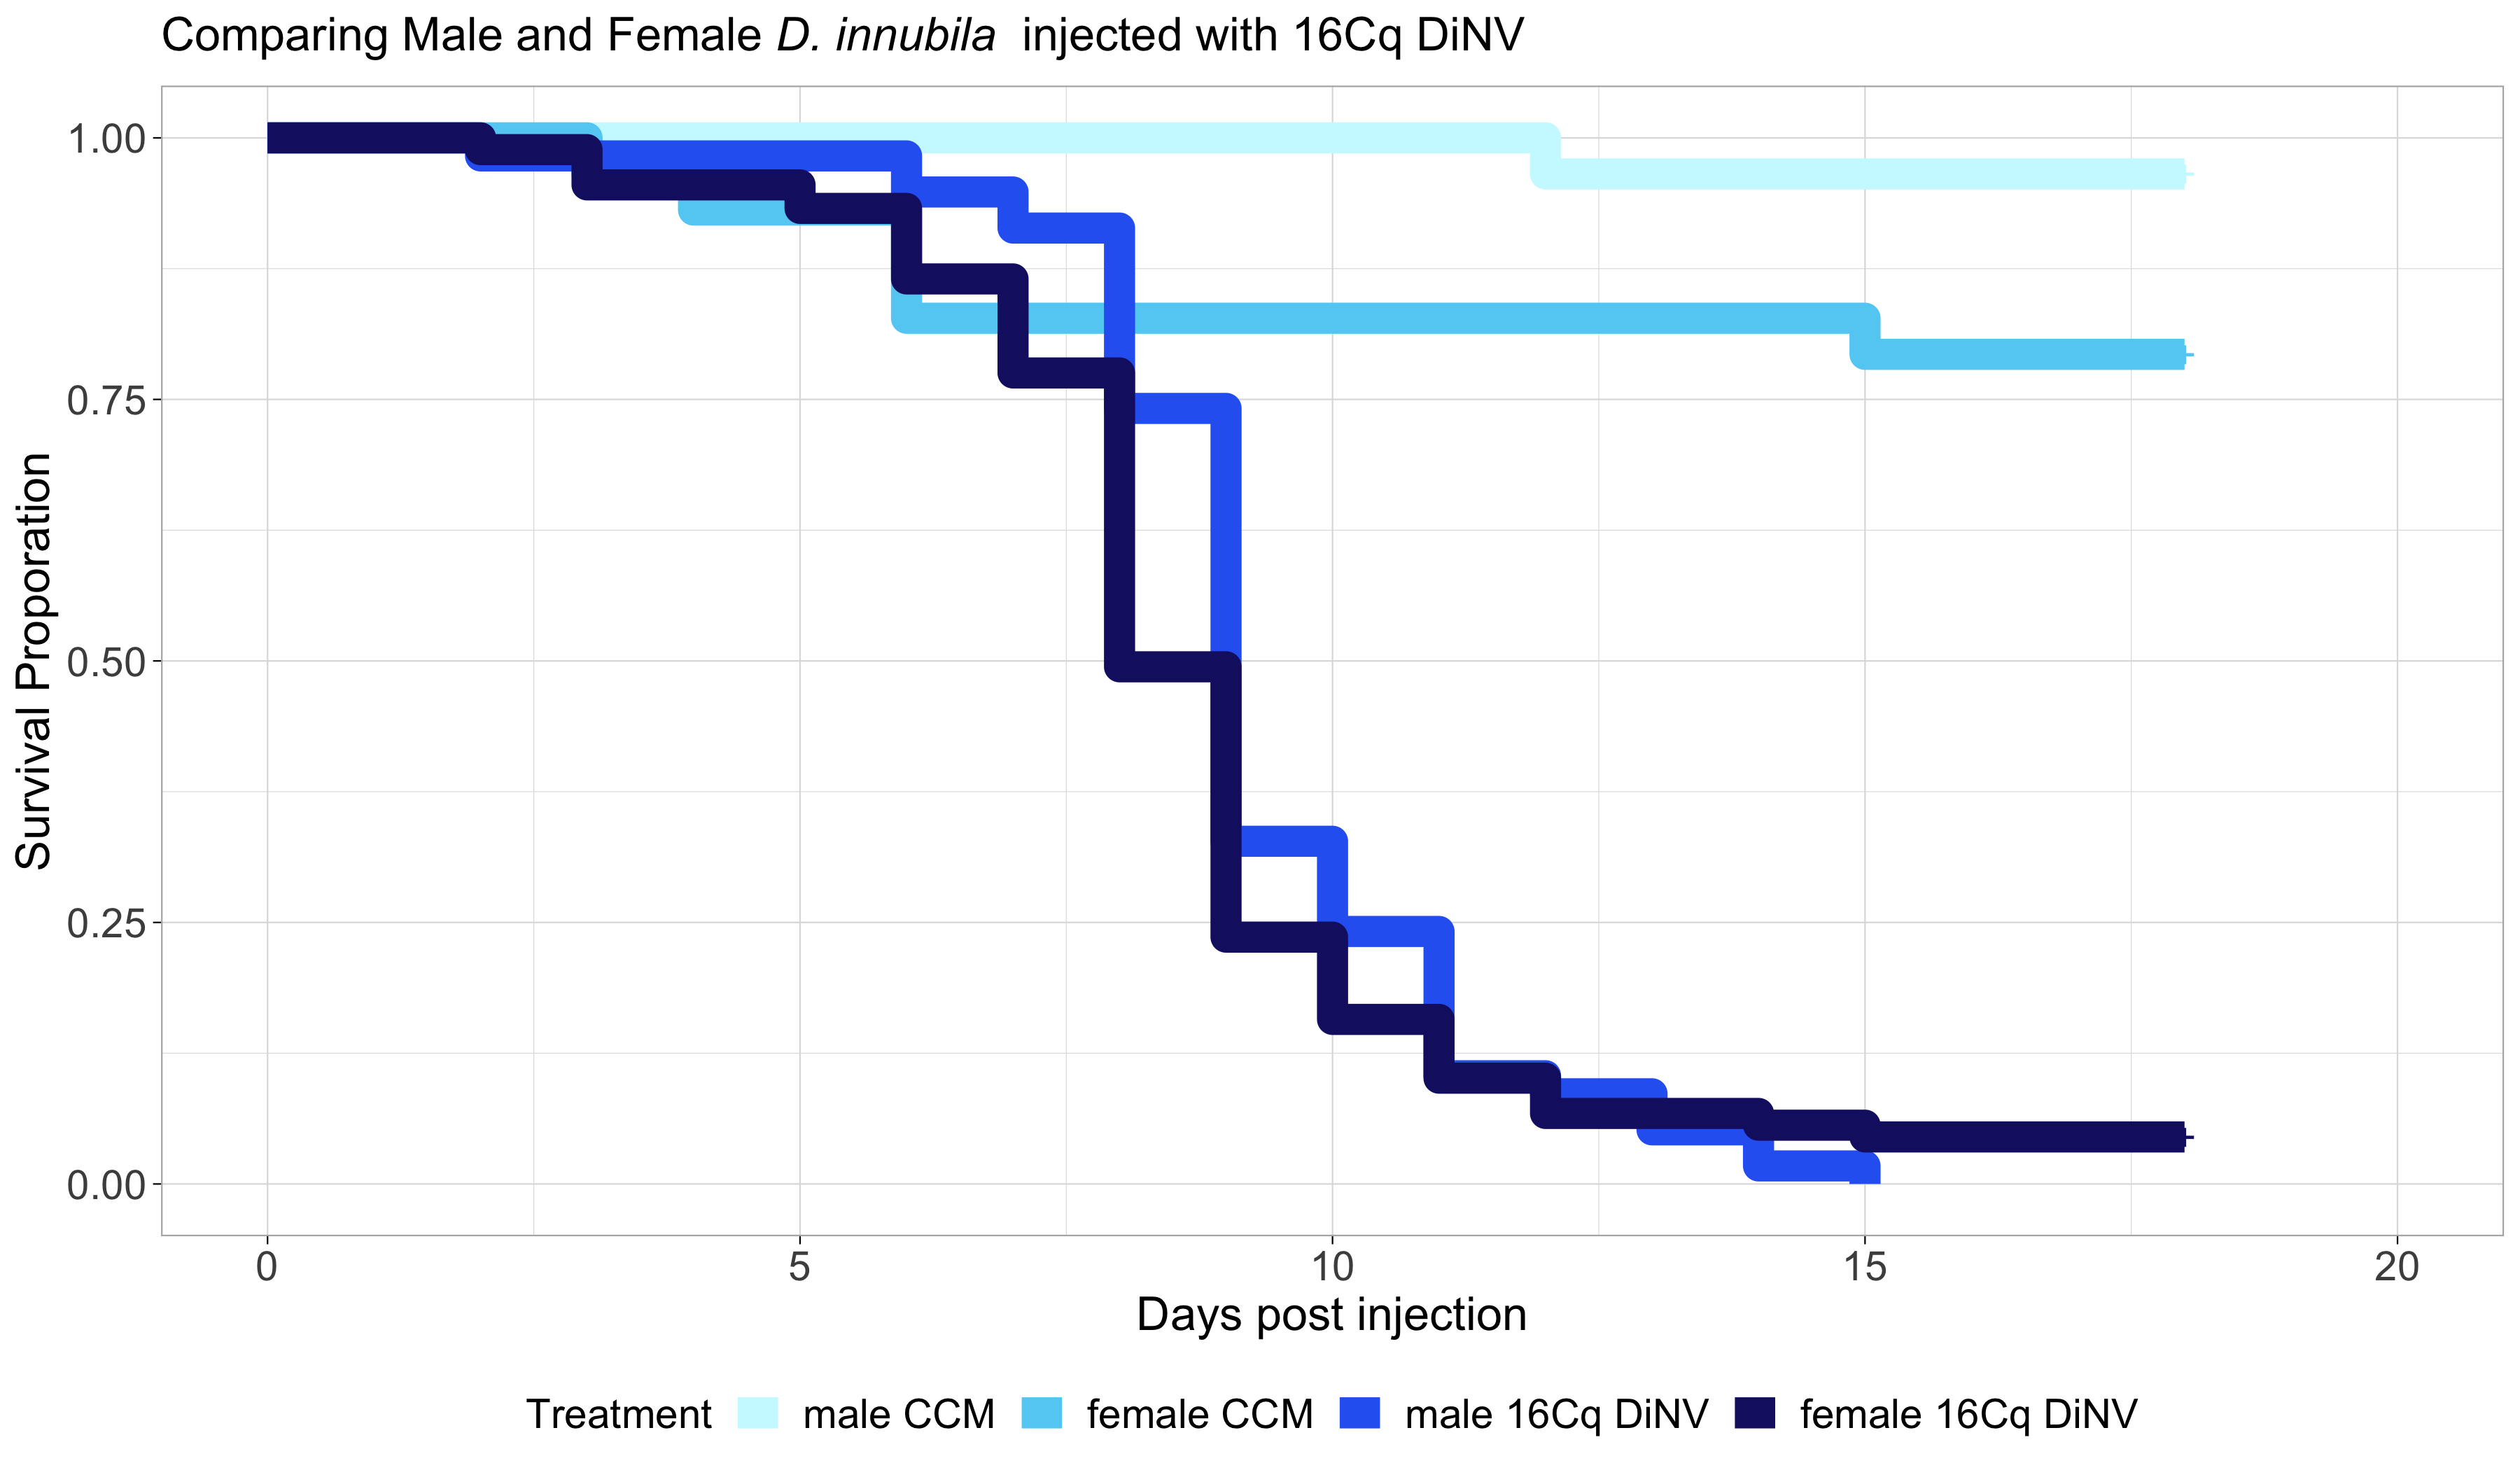 Comparing Male and Female D. innubila injected with 16Cq DiNV
Survival Proporation
1.00
0.75
0.50
0.25
0.00
0 5 10 15 20
Days post injection
Treatment male CCM female CCM male 16Cq DiNV female 16Cq DiNV